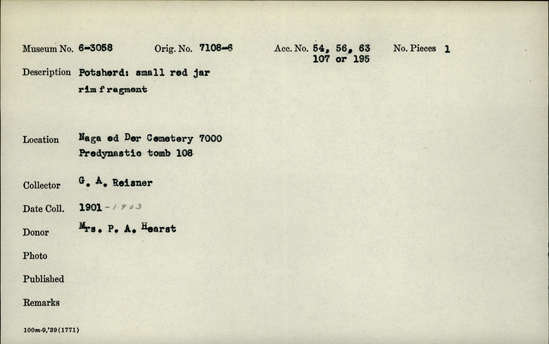 Museum No. 6-3058 Orig. No. 7108-6 Acc. No. 54, 56, 63 No. Pieces 1
107 or 195
Description Potsherd: small red jar
rimfragment
Location Naga ed Der Cemetery 7000
Predynastic tomb 108
Collector G. A. Reisner
Date Coll. 1901-1903
Donor Mrs. P. A. Hearst
Photo
Published
Remarks
100m-9,'39(1771)